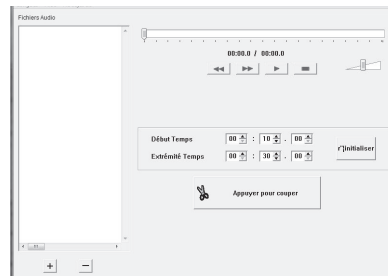 Fichiers Audio
00:00.0 / 00:00.0
Début Temps 00 : 10 . 00
r']initialiser
Extrémité Temps 00 : 30 . 00
Appuyer pour couper
+ −